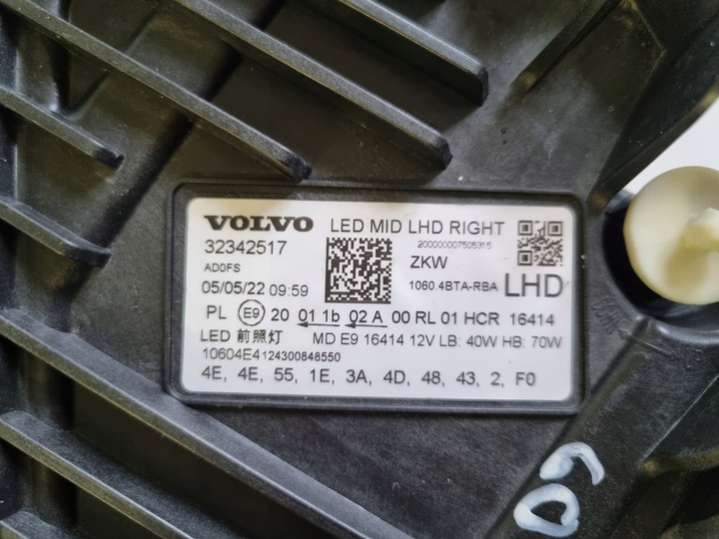 VOLVO LED MID LHD RIGHT
32342517 2000000007505315
AD0FS ZKW
05/05/22 09:59 1060.4BTA-RBA LHD
PL E9 20 01 1b 02 A 00 RL 01 HCR 16414
LED 前照灯 MD E9 16414 12V LB: 40W HB: 70W
10604E4124300848550
4E, 4E, 55, 1E, 3A, 4D, 48, 43, 2, F0
60